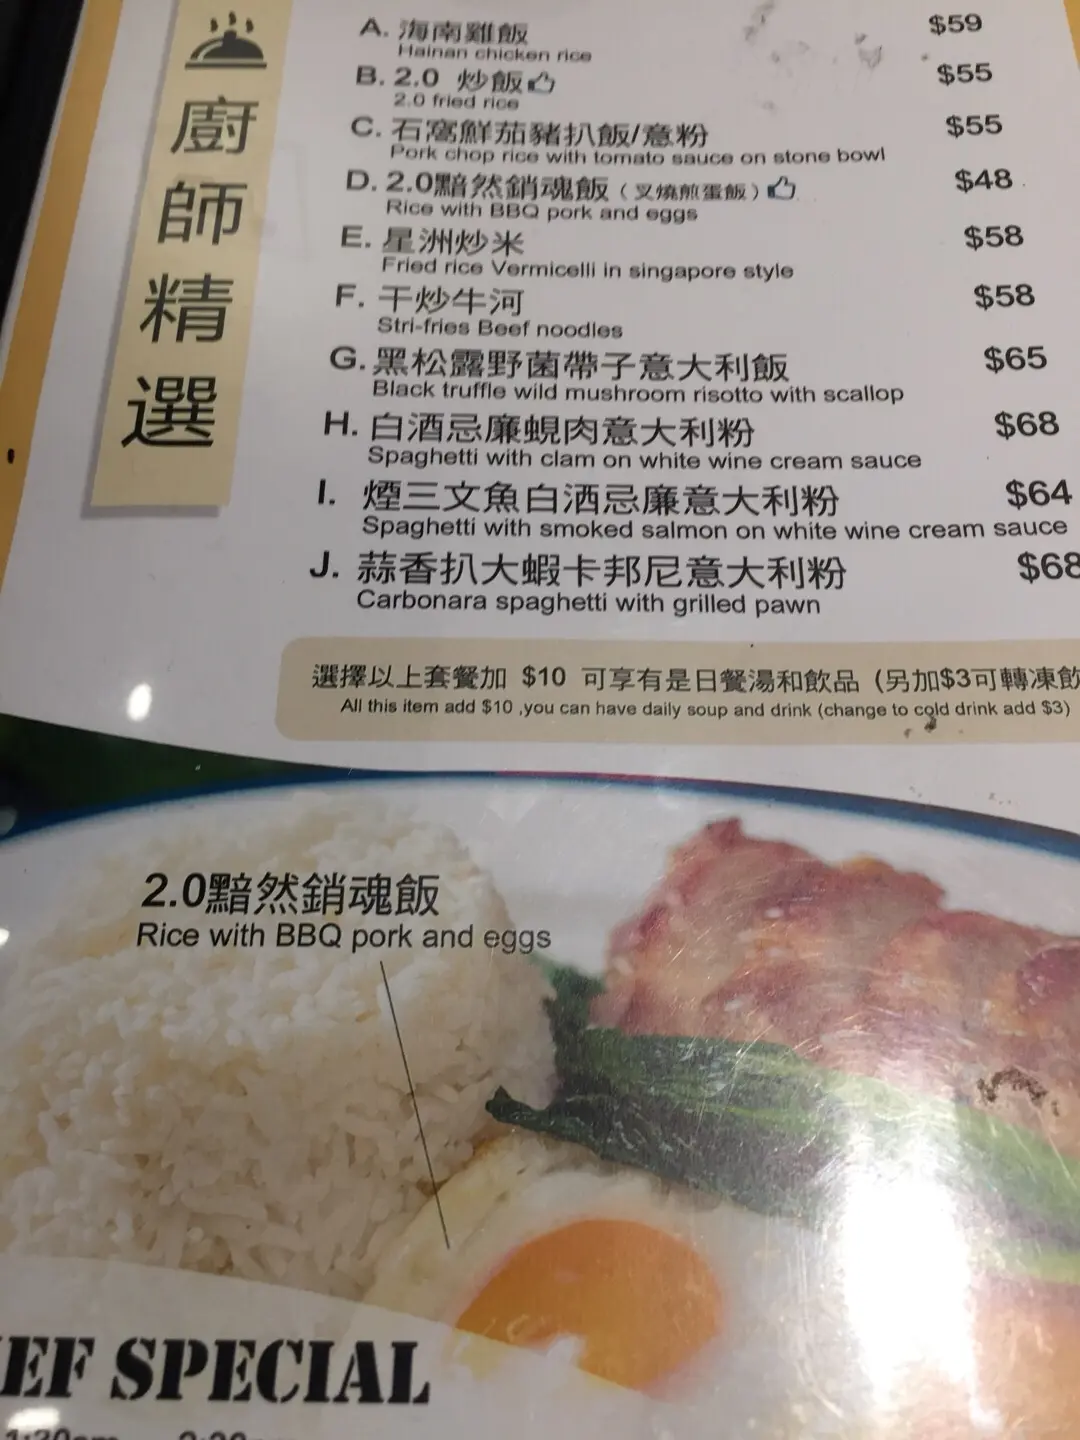 廚師精選
A. 海南雞飯 $59
Hainan chicken rice
B. 2.0 炒飯 $55
2.0 fried rice
C. 石窩鮮茄豬扒飯/意粉 $55
Pork chop rice with tomato sauce on stone bowl
D. 2.0黯然銷魂飯（叉燒煎蛋飯） $48
Rice with BBQ pork and eggs
E. 星洲炒米 $58
Fried rice Vermicelli in singapore style
F. 干炒牛河 $58
Stri-fries Beef noodles
G. 黑松露野菌帶子意大利飯 $65
Black truffle wild mushroom risotto with scallop
H. 白酒忌廉蜆肉意大利粉 $68
Spaghetti with clam on white wine cream sauce
I. 煙三文魚白酒忌廉意大利粉 $64
Spaghetti with smoked salmon on white wine cream sauce
J. 蒜香扒大蝦卡邦尼意大利粉 $68
Carbonara spaghetti with grilled pawn
選擇以上套餐加 $10 可享有是日餐湯和飲品 (另加$3可轉凍飲
All this item add $10 ,you can have daily soup and drink (change to cold drink add $3)
2.0黯然銷魂飯
Rice with BBQ pork and eggs
EF SPECIAL